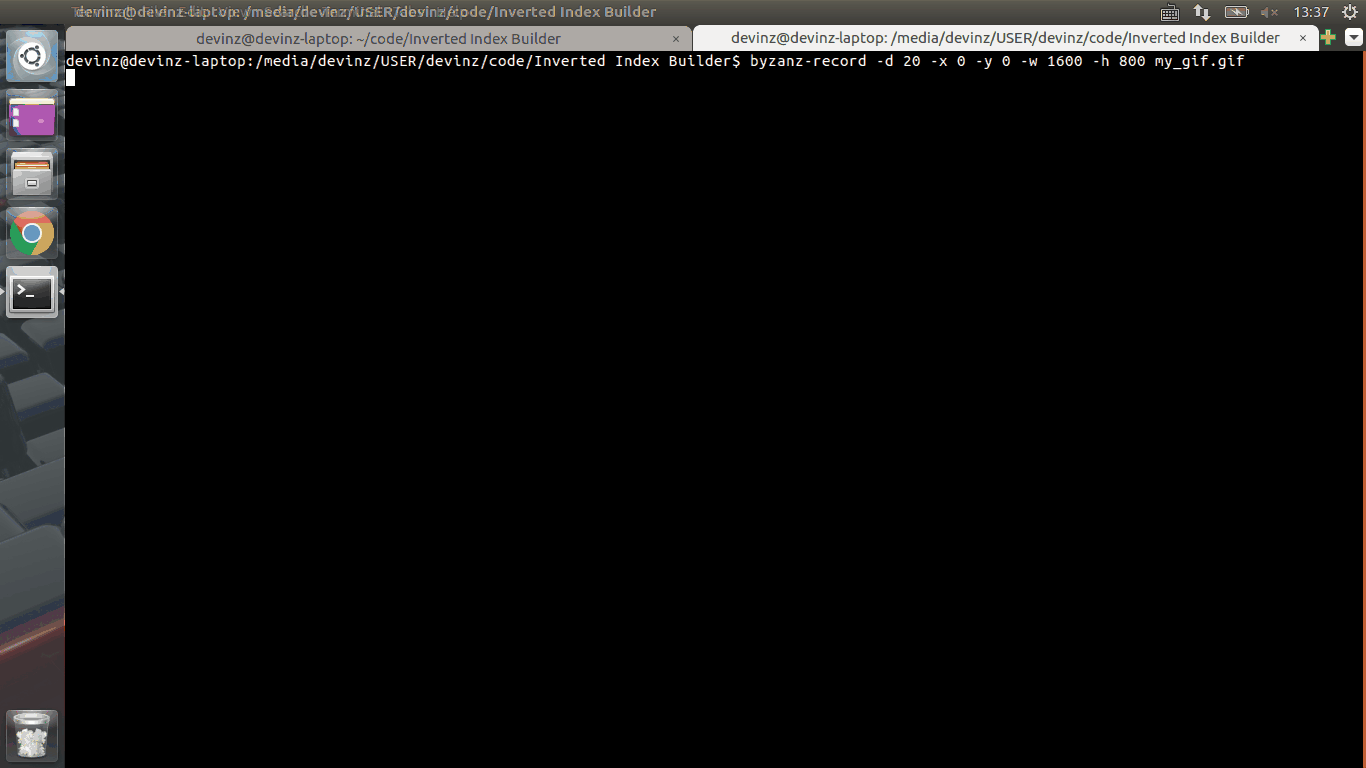 devinz@devinz-laptop: /media/devinz/USER/devinz/code/Inverted Index Builder
13:37
devinz@devinz-laptop: ~/code/Inverted Index Builder ×
devinz@devinz-laptop: /media/devinz/USER/devinz/code/Inverted Index Builder ×
devinz@devinz-laptop:/media/devinz/USER/devinz/code/Inverted Index Builder$ byzanz-record -d 20 -x 0 -y 0 -w 1600 -h 800 my_gif.gif
>_